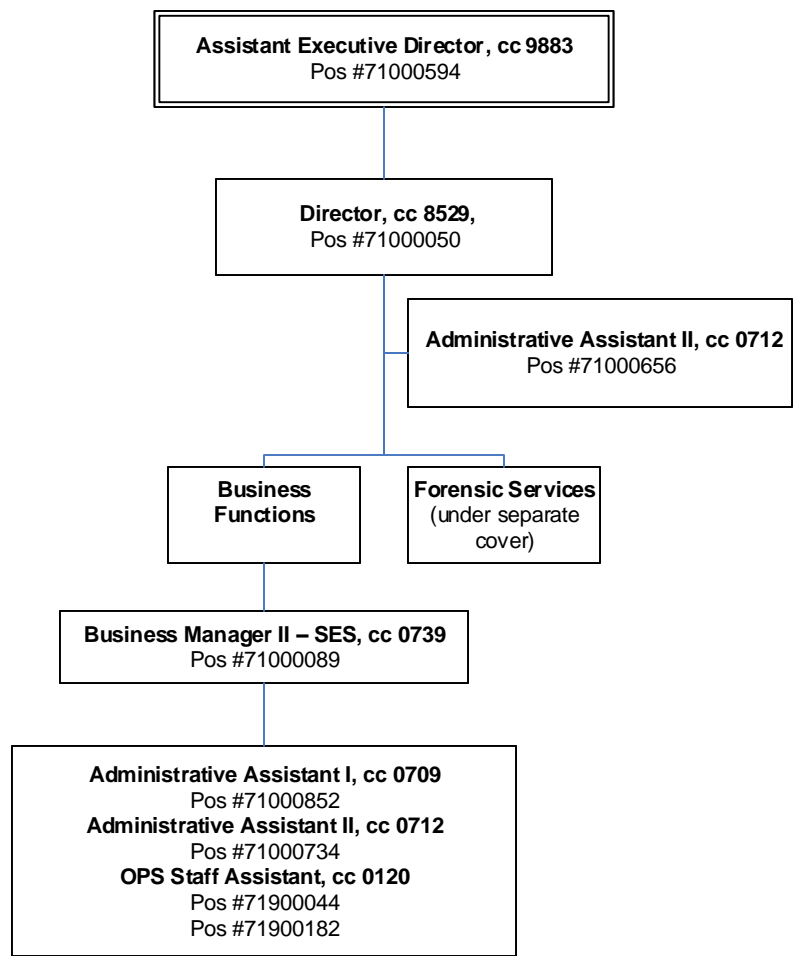 Assistant Executive Director, cc 9883
Pos #71000594
Director, cc 8529,
Pos #71000050
Administrative Assistant II, cc 0712
Pos #71000656
Business
Functions
Forensic Services
(under separate
cover)
Business Manager II – SES, cc 0739
Pos #71000089
Administrative Assistant I, cc 0709
Pos #71000852
Administrative Assistant II, cc 0712
Pos #71000734
OPS Staff Assistant, cc 0120
Pos #71900044
Pos #71900182